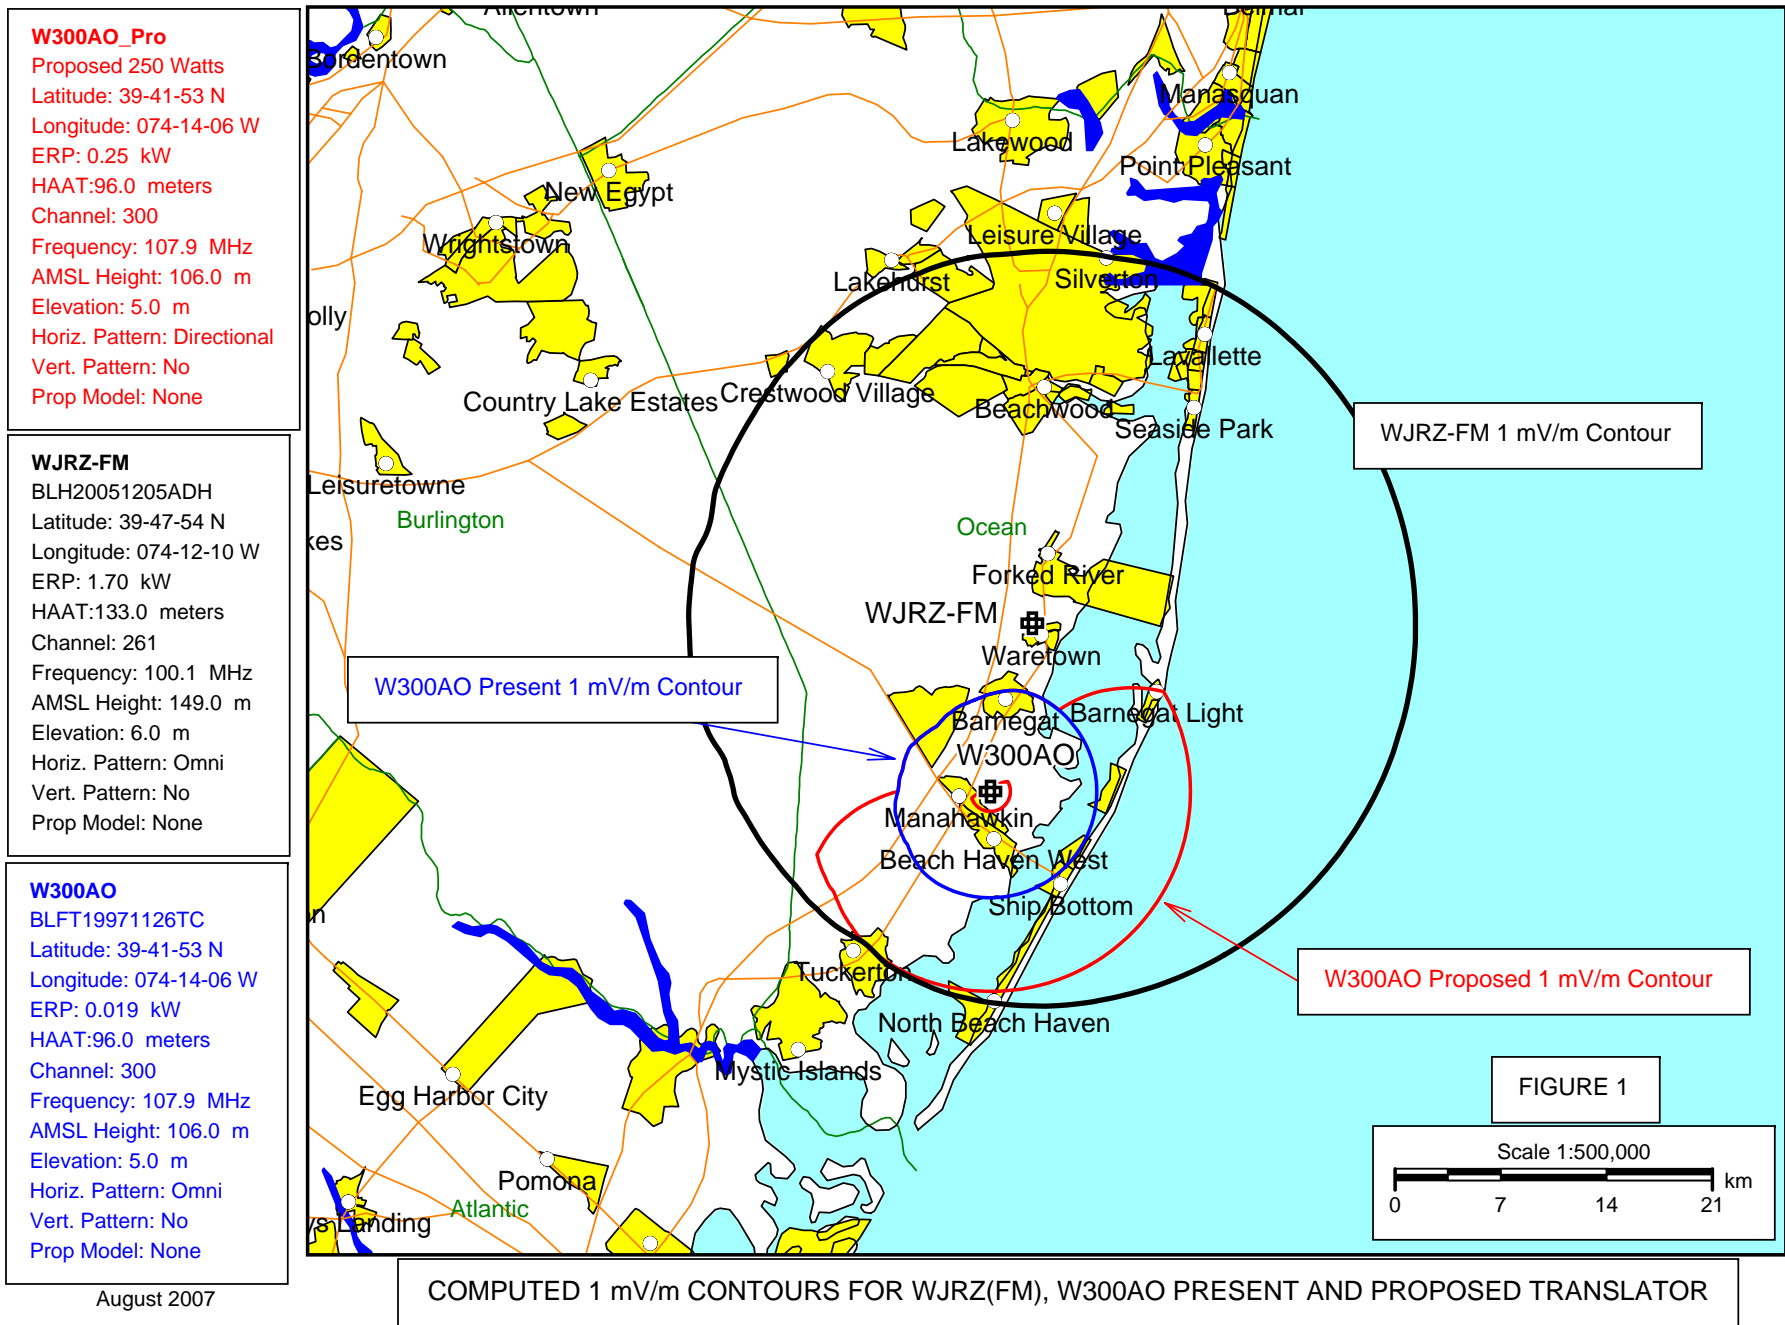 W300AO_Pro
Proposed 250 Watts
Latitude: 39-41-53 N
Longitude: 074-14-06 W
ERP: 0.25 kW
HAAT:96.0 meters
Channel: 300
Frequency: 107.9 MHz
AMSL Height: 106.0 m
Elevation: 5.0 m
Horiz. Pattern: Directional
Vert. Pattern: No
Prop Model: None
WJRZ-FM
BLH20051205ADH
Latitude: 39-47-54 N
Longitude: 074-12-10 W
ERP: 1.70 kW
HAAT:133.0 meters
Channel: 261
Frequency: 100.1 MHz
AMSL Height: 149.0 m
Elevation: 6.0 m
Horiz. Pattern: Omni
Vert. Pattern: No
Prop Model: None
W300AO
BLFT19971126TC
Latitude: 39-41-53 N
Longitude: 074-14-06 W
ERP: 0.019 kW
HAAT:96.0 meters
Channel: 300
Frequency: 107.9 MHz
AMSL Height: 106.0 m
Elevation: 5.0 m
Horiz. Pattern: Omni
Vert. Pattern: No
Prop Model: None
August 2007
Allentown
Belmar
Bordentown
Manasquan
Lakewood
Point Pleasant
New Egypt
Wrightstown
Leisure Village
Lakehurst
Silverton
olly
Lavallette
Country Lake Estates
Crestwood Village
Beachwood
Seaside Park
WJRZ-FM 1 mV/m Contour
Leisuretowne
Burlington
Ocean
kes
Forked River
WJRZ-FM
Waretown
W300AO Present 1 mV/m Contour
Barnegat
Barnegat Light
W300AO
Manahawkin
Beach Haven West
Ship Bottom
n
Tuckerton
W300AO Proposed 1 mV/m Contour
North Beach Haven
Mystic Islands
Egg Harbor City
FIGURE 1
Scale 1:500,000
km
0 7 14 21
Pomona
Atlantic
ys Landing
COMPUTED 1 mV/m CONTOURS FOR WJRZ(FM), W300AO PRESENT AND PROPOSED TRANSLATOR